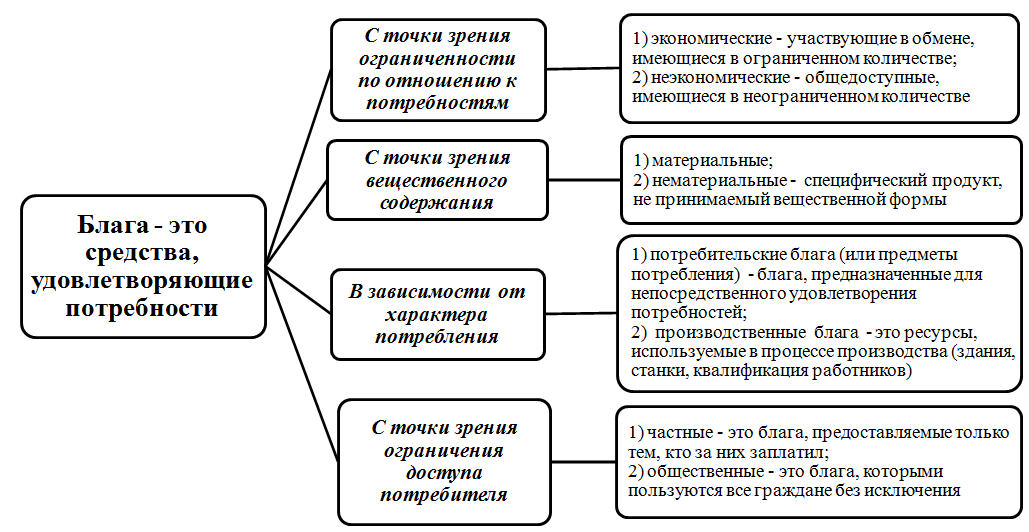 Блага - это
средства,
удовлетворяющие
потребности
С точки зрения
ограниченности
по отношению к
потребностям
1) экономические - участвующие в обмене,
имеющиеся в ограниченном количестве;
2) неэкономические - общедоступные,
имеющиеся в неограниченном количестве
С точки зрения
вещественного
содержания
1) материальные;
2) нематериальные - специфический продукт,
не принимаемый вещественной формы
В зависимости от
характера
потребления
1) потребительские блага (или предметы
потребления) - блага, предназначенные для
непосредственного удовлетворения
потребностей;
2) производственные блага - это ресурсы,
используемые в процессе производства (здания,
станки, квалификация работников)
С точки зрения
ограничения
доступа
потребителя
1) частные - это блага, предоставляемые только
тем, кто за них заплатил;
2) общественные - это блага, которыми
пользуются все граждане без исключения